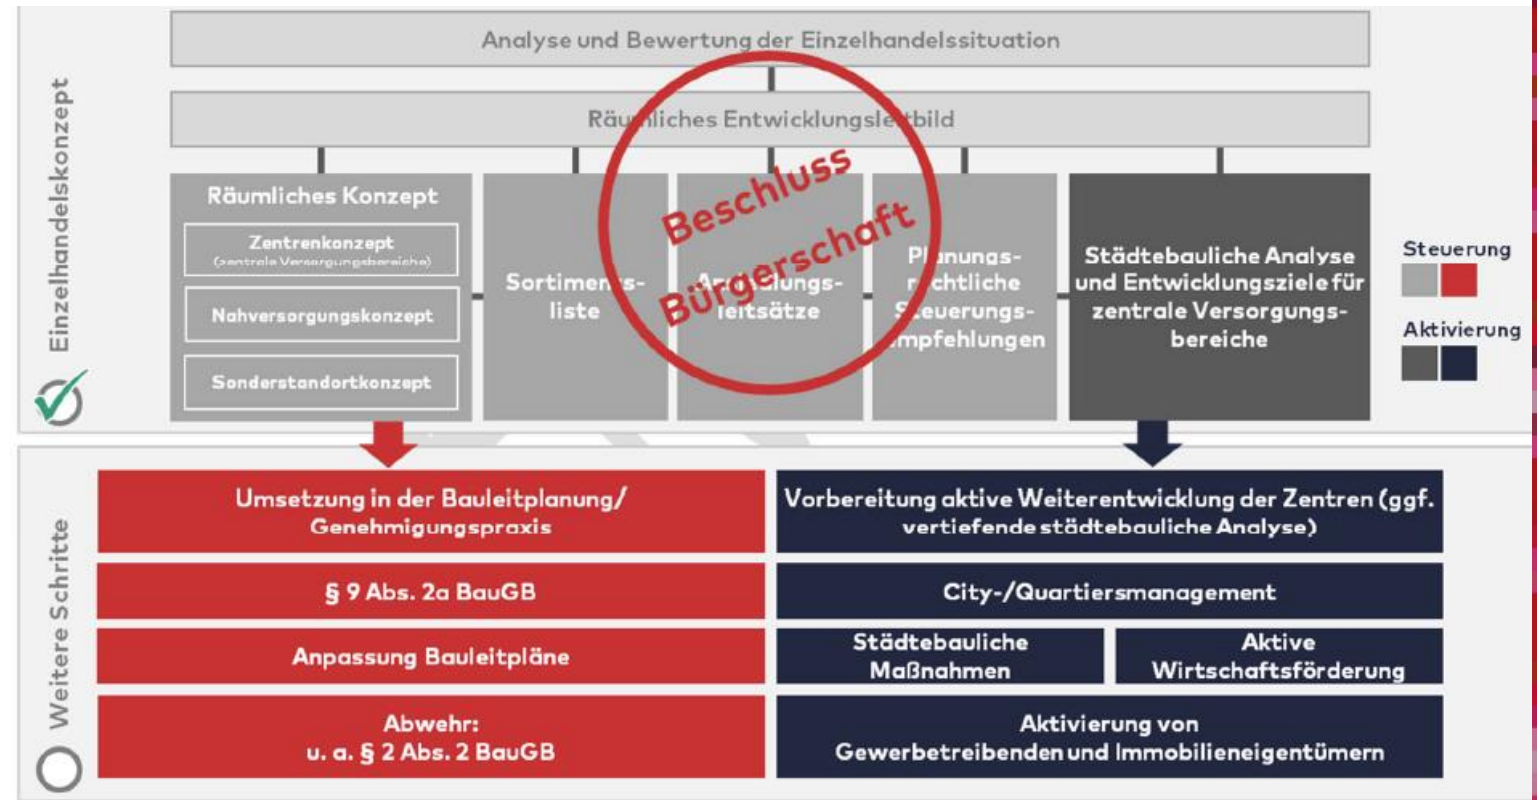 Einzelhandelskonzept
Analyse und Bewertung der Einzelhandelssituation
Räumliches Entwicklungsleitbild
Räumliches Konzept
Zentrenkonzept
(zentrale Versorgungsbereiche)
Nahversorgungskonzept
Sonderstandortkonzept
Sortiments-
liste
Ansiedlungs-
leitsätze
Planungs-
rechtliche
Steuerungs-
empfehlungen
Städtebauliche Analyse
und Entwicklungsziele für
zentrale Versorgungs-
bereiche
Beschluss
Bürgerschaft
Steuerung
Aktivierung
Weitere Schritte
Umsetzung in der Bauleitplanung/
Genehmigungspraxis
§ 9 Abs. 2a BauGB
Anpassung Bauleitpläne
Abwehr:
u. a. § 2 Abs. 2 BauGB
Vorbereitung aktive Weiterentwicklung der Zentren (ggf.
vertiefende städtebauliche Analyse)
City-/Quartiersmanagement
Städtebauliche
Maßnahmen
Aktive
Wirtschaftsförderung
Aktivierung von
Gewerbetreibenden und Immobilieneigentümern